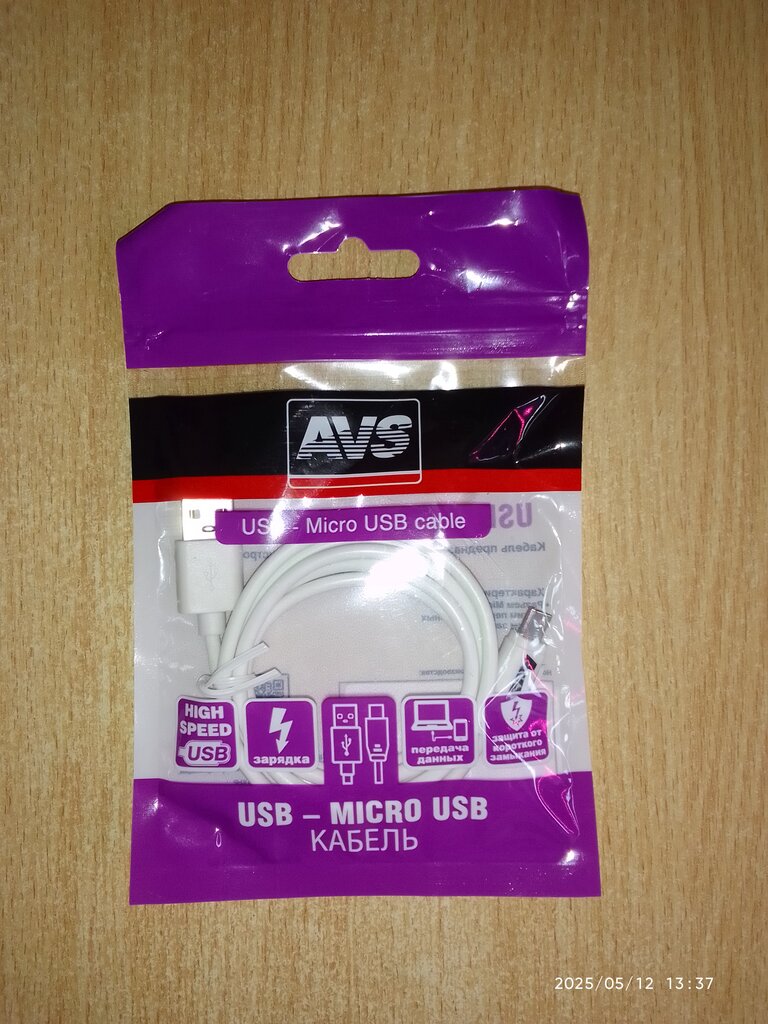 AVS
USB - Micro USB cable
HIGH
SPEED
USB
зарядка
передача
данных
защита от
короткого
замыкания
USB – MICRO USB
КАБЕЛЬ
2025/05/12 13:37